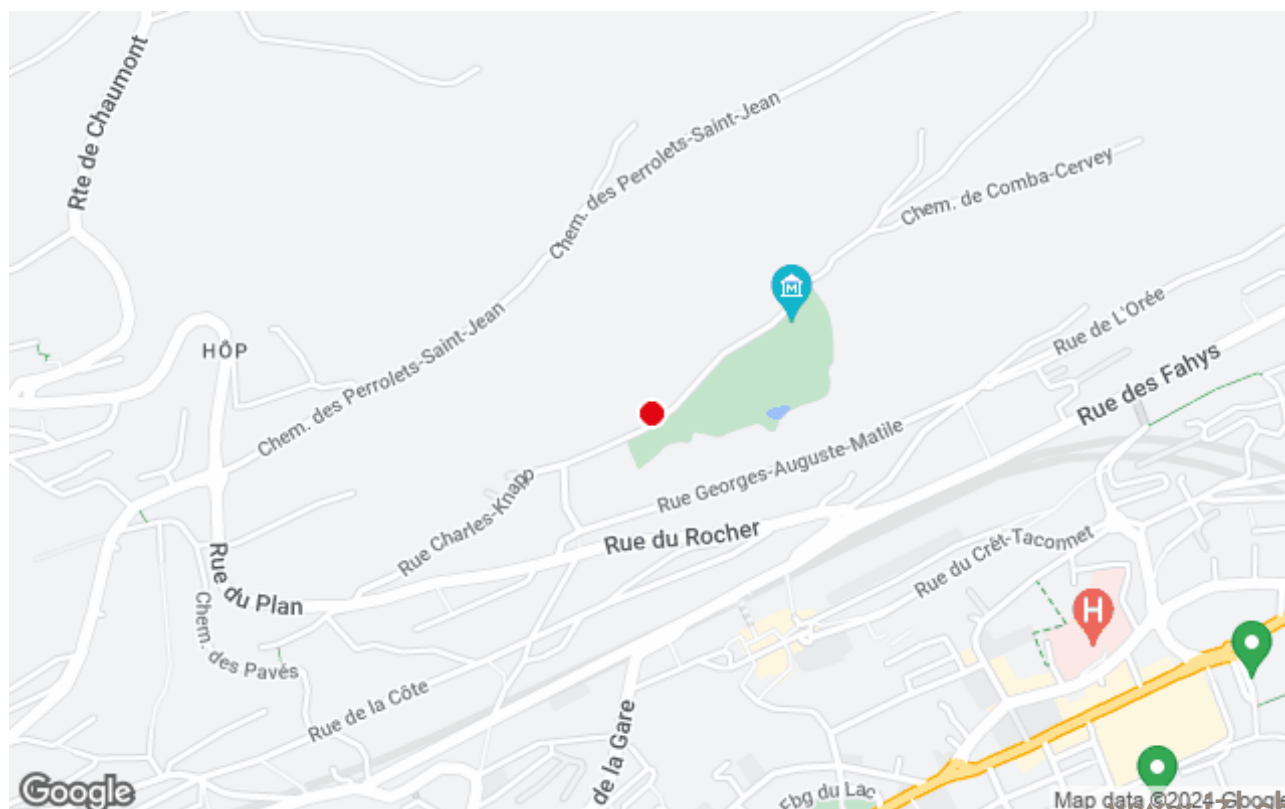 Rte de Chaumont
Chem. des Perrolets-Saint-Jean
Chem. de Comba-Cervey
M
Rue de L'Orée
HÔP
Chem. des Perrolets-Saint-Jean
Rue des Fahys
Rue Georges-Auguste-Matile
Rue Charles-Knapp
Rue du Rocher
Rue du Plan
Rue du Crêt-Taconnet
Chem. des Pavés
H
Rue de la Côte
de la Gare
Fbg du Lac
Google
Map data ©2024 Google